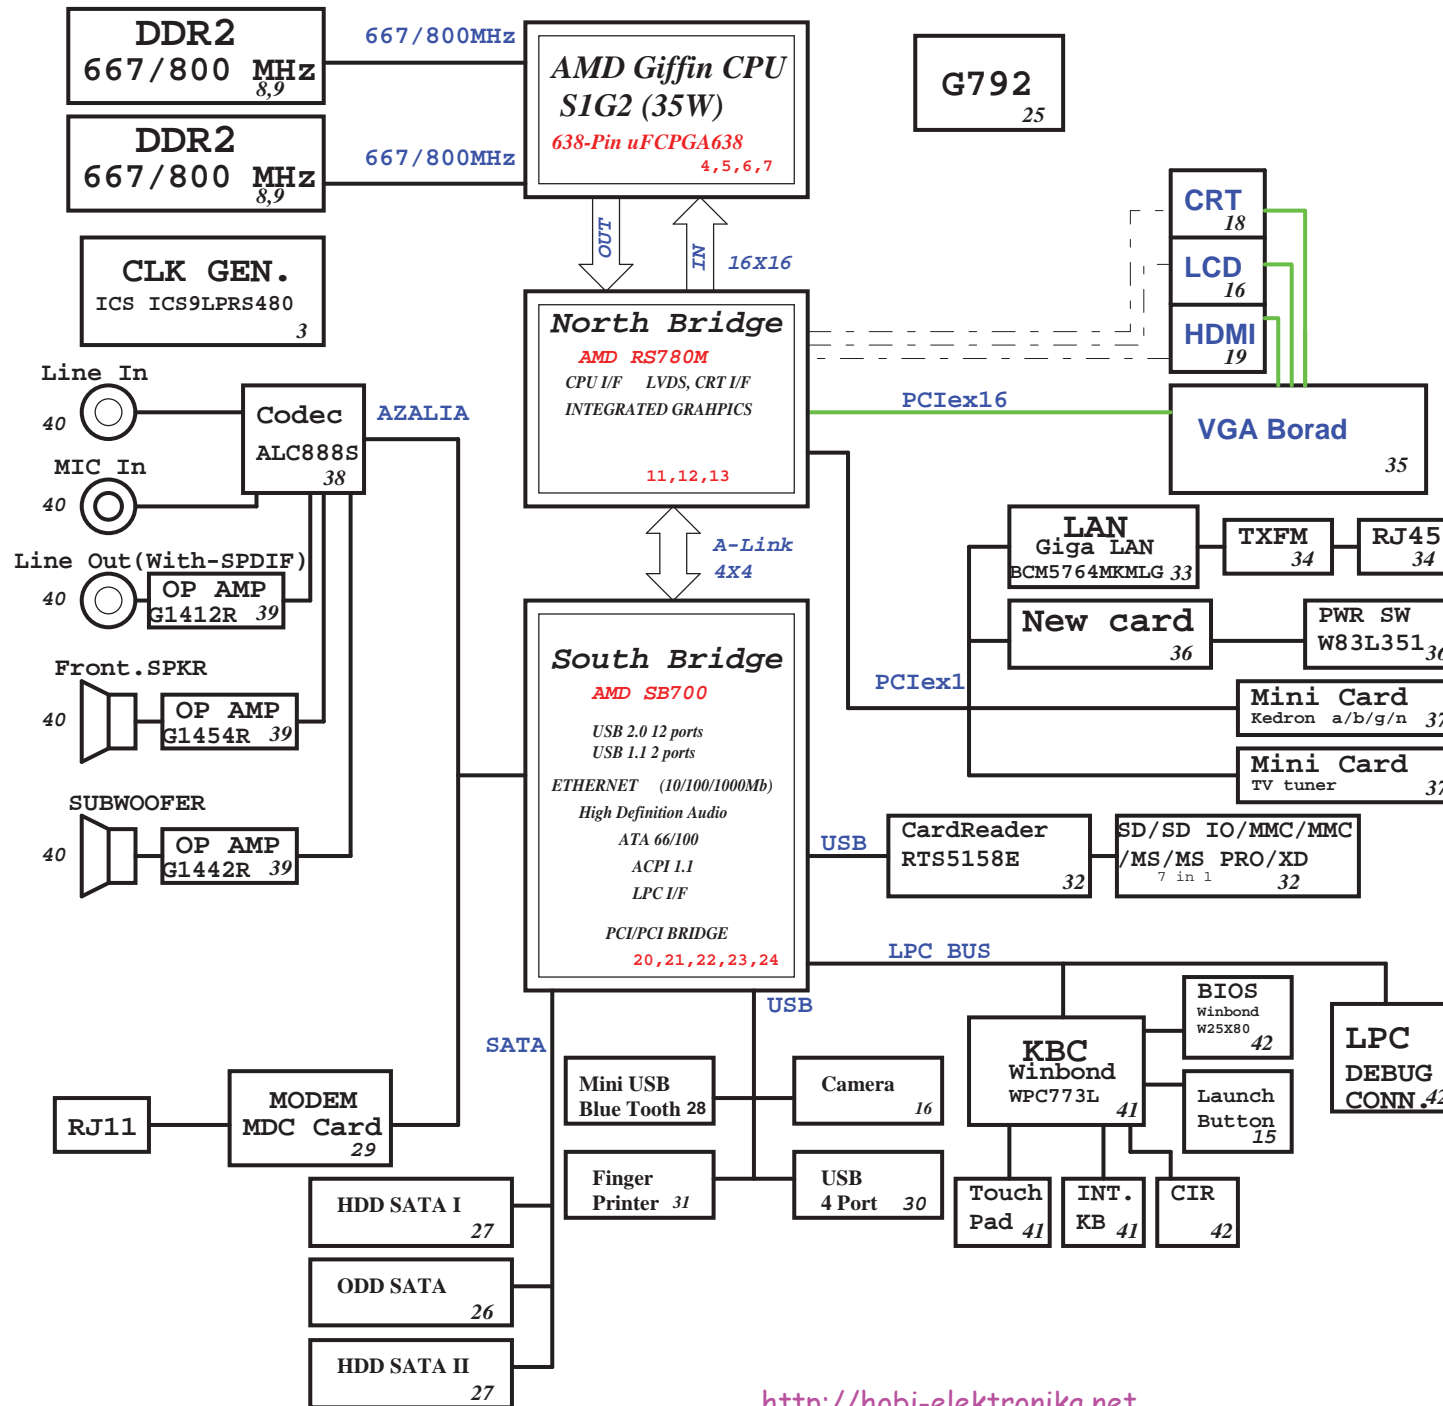 DDR2
667/800 MHz
8,9
667/800MHz
DDR2
667/800 MHz
8,9
667/800MHz
AMD Giffin CPU
S1G2 (35W)
638-Pin uFCPGA638
4,5,6,7
G792
25
CLK GEN.
ICS ICS9LPRS480
3
OUT
IN
16X16
CRT
18
LCD
16
HDMI
19
North Bridge
AMD RS780M
CPU I/F LVDS, CRT I/F
INTEGRATED GRAHPICS
11,12,13
PCIex16
VGA Borad
35
Line In
40
Codec
ALC888S
38
AZALIA
MIC In
40
Line Out(With-SPDIF)
40
OP AMP
G1412R 39
Front.SPKR
40
OP AMP
G1454R 39
SUBWOOFER
40
OP AMP
G1442R 39
A-Link
4X4
LAN
Giga LAN
BCM5764MKMLG 33
TXFM
34
RJ45
34
New card
36
PWR SW
W83L351
36
PCIex1
Mini Card
Kedron a/b/g/n 37
Mini Card
TV tuner 37
South Bridge
AMD SB700
USB 2.0 12 ports
USB 1.1 2 ports
ETHERNET (10/100/1000Mb)
High Definition Audio
ATA 66/100
ACPI 1.1
LPC I/F
PCI/PCI BRIDGE
20,21,22,23,24
USB
CardReader
RTS5158E
32
SD/SD IO/MMC/MMC
/MS/MS PRO/XD
7 in 1 32
LPC BUS
USB
SATA
KBC
Winbond
WPC773L 41
BIOS
Winbond
W25X80
42
Launch
Button
15
LPC
DEBUG
CONN. 42
Touch
Pad 41
INT.
KB 41
CIR
42
Mini USB
Blue Tooth 28
Camera
16
Finger
Printer 31
USB
4 Port 30
RJ11
MODEM
MDC Card
29
HDD SATA I
27
ODD SATA
26
HDD SATA II
27
http://hobi-elektronika.net